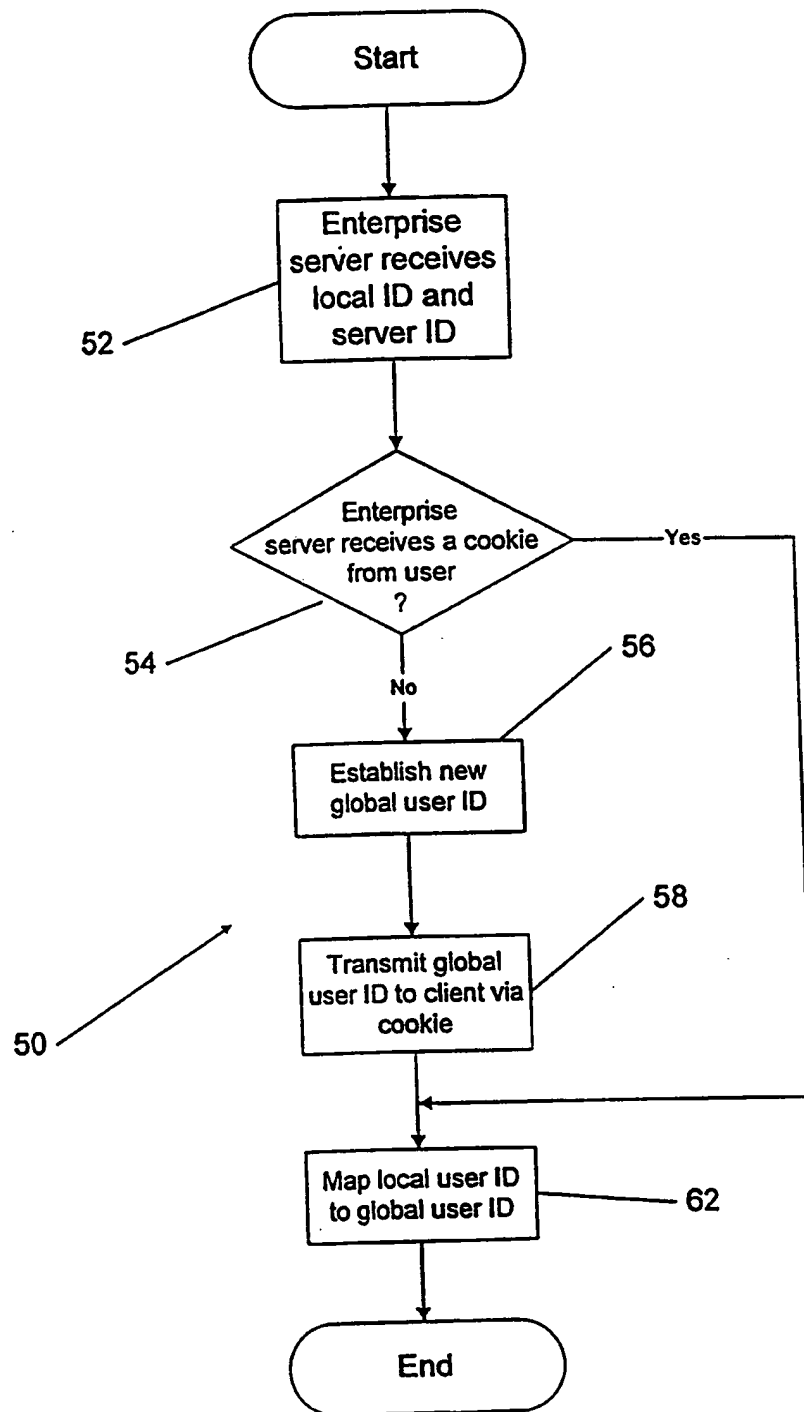 Start
Enterprise
server receives
local ID and
server ID
52
Enterprise
server receives a cookie
from user
?
Yes
54
No
56
Establish new
global user ID
58
Transmit global
user ID to client via
cookie
50
Map local user ID
to global user ID
62
End